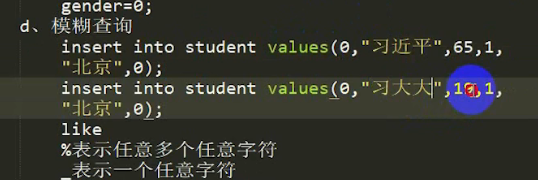 gender=0;
d、模糊查询
insert into student values(0,"习近平",65,1,
"北京",0);
insert into student values(0,"习大大",10,1,
"北京",0);
like
%表示任意多个任意字符
_表示一个任意字符